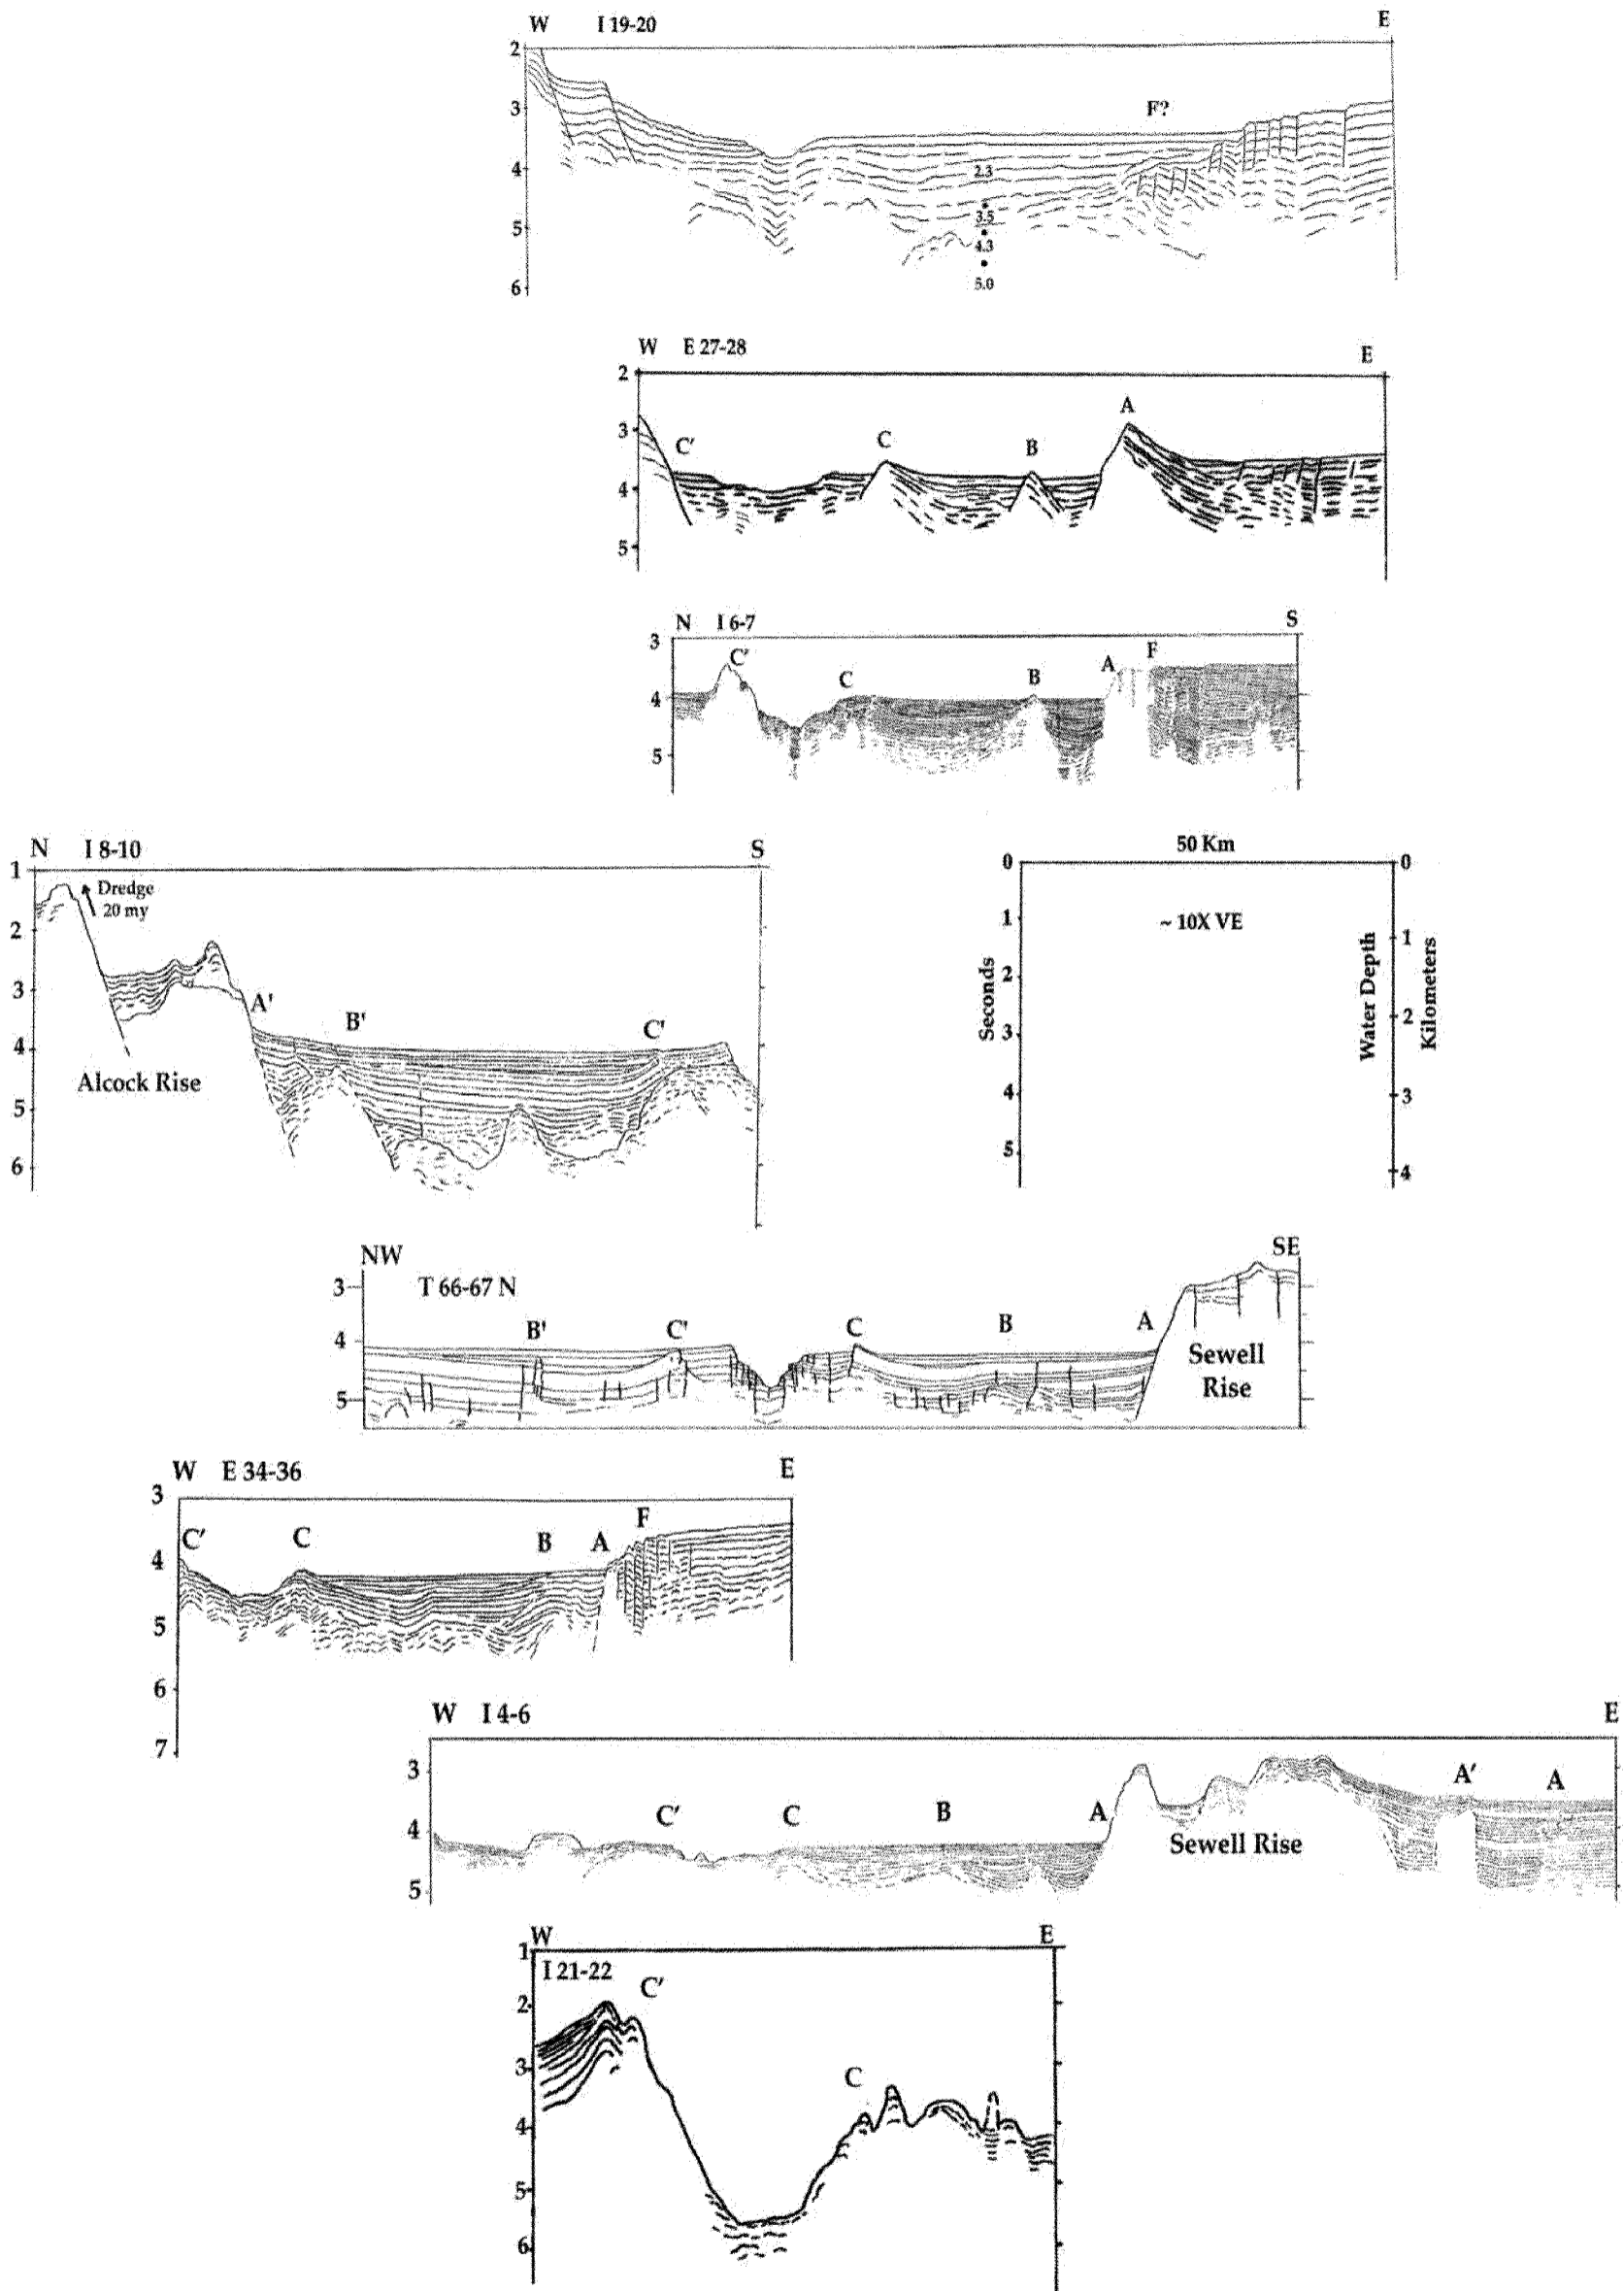 W I 19-20 E
2
3
F?
4
2.3
3.5
5
4.3
6
5.0
W E 27-28 E
2
A
3
C' C B
4
5
N I 6-7 S
3
C' A F
C B
4
5
N I 8-10 S
1
Dredge
20 my
2
3
A'
B' C'
4
Alcock Rise
5
6
50 Km
0 0
1
~ 10X VE
1
2
Seconds
Water Depth
Kilometers
2
3
4
3
5
4
NW SE
T 66-67 N
3
B' C' C B A
4
Sewell
Rise
5
W E 34-36 E
3
F
C' C B A
4
5
6
7
W I 4-6 E
3
A' A
C' C B A
4
Sewell Rise
5
W E
1
I 21-22
C'
2
3
C
4
5
6